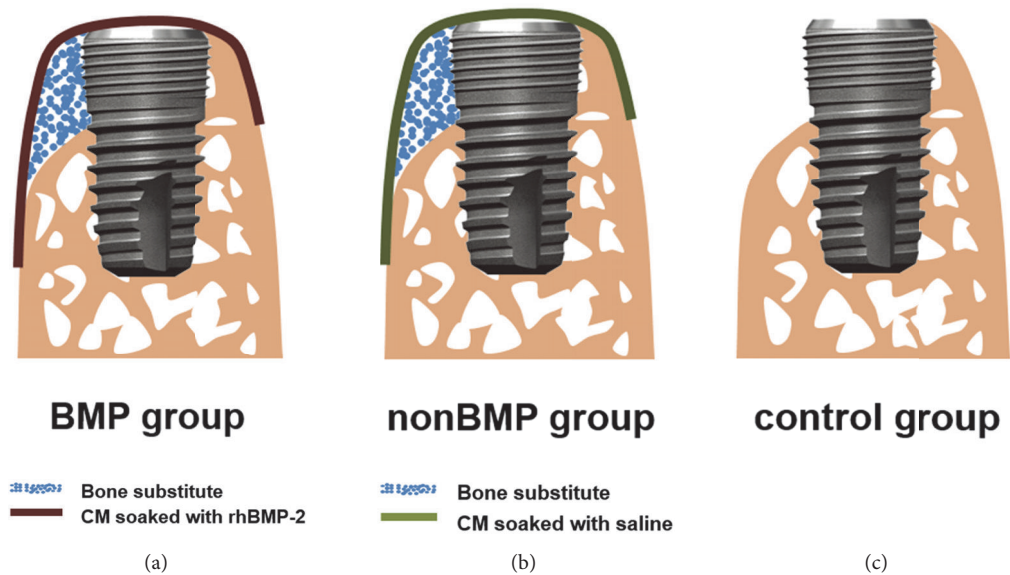 BMP group
nonBMP group
control group
Bone substitute
CM soaked with rhBMP-2
Bone substitute
CM soaked with saline
(a)
(b)
(c)